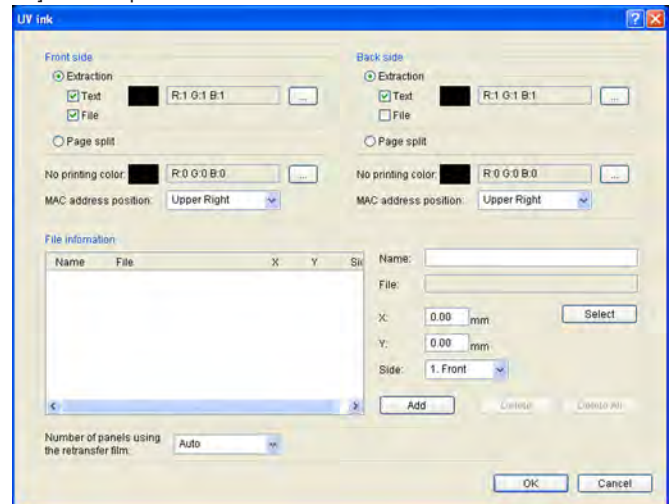 UV ink
Front side
Extraction
Text R:1 G:1 B:1 ...
File
Page split
No printing color: R:0 G:0 B:0 ...
MAC address position: Upper Right
Back side
Extraction
Text R:1 G:1 B:1 ...
File
Page split
No printing color: R:0 G:0 B:0 ...
MAC address position: Upper Right
File infomation
Name File X Y Sid
Name:
File:
X: 0.00 mm
Select
Y: 0.00 mm
Side: 1. Front
Add Delete Delete All
Number of panels using
the retransfer film:
Auto
OK Cancel